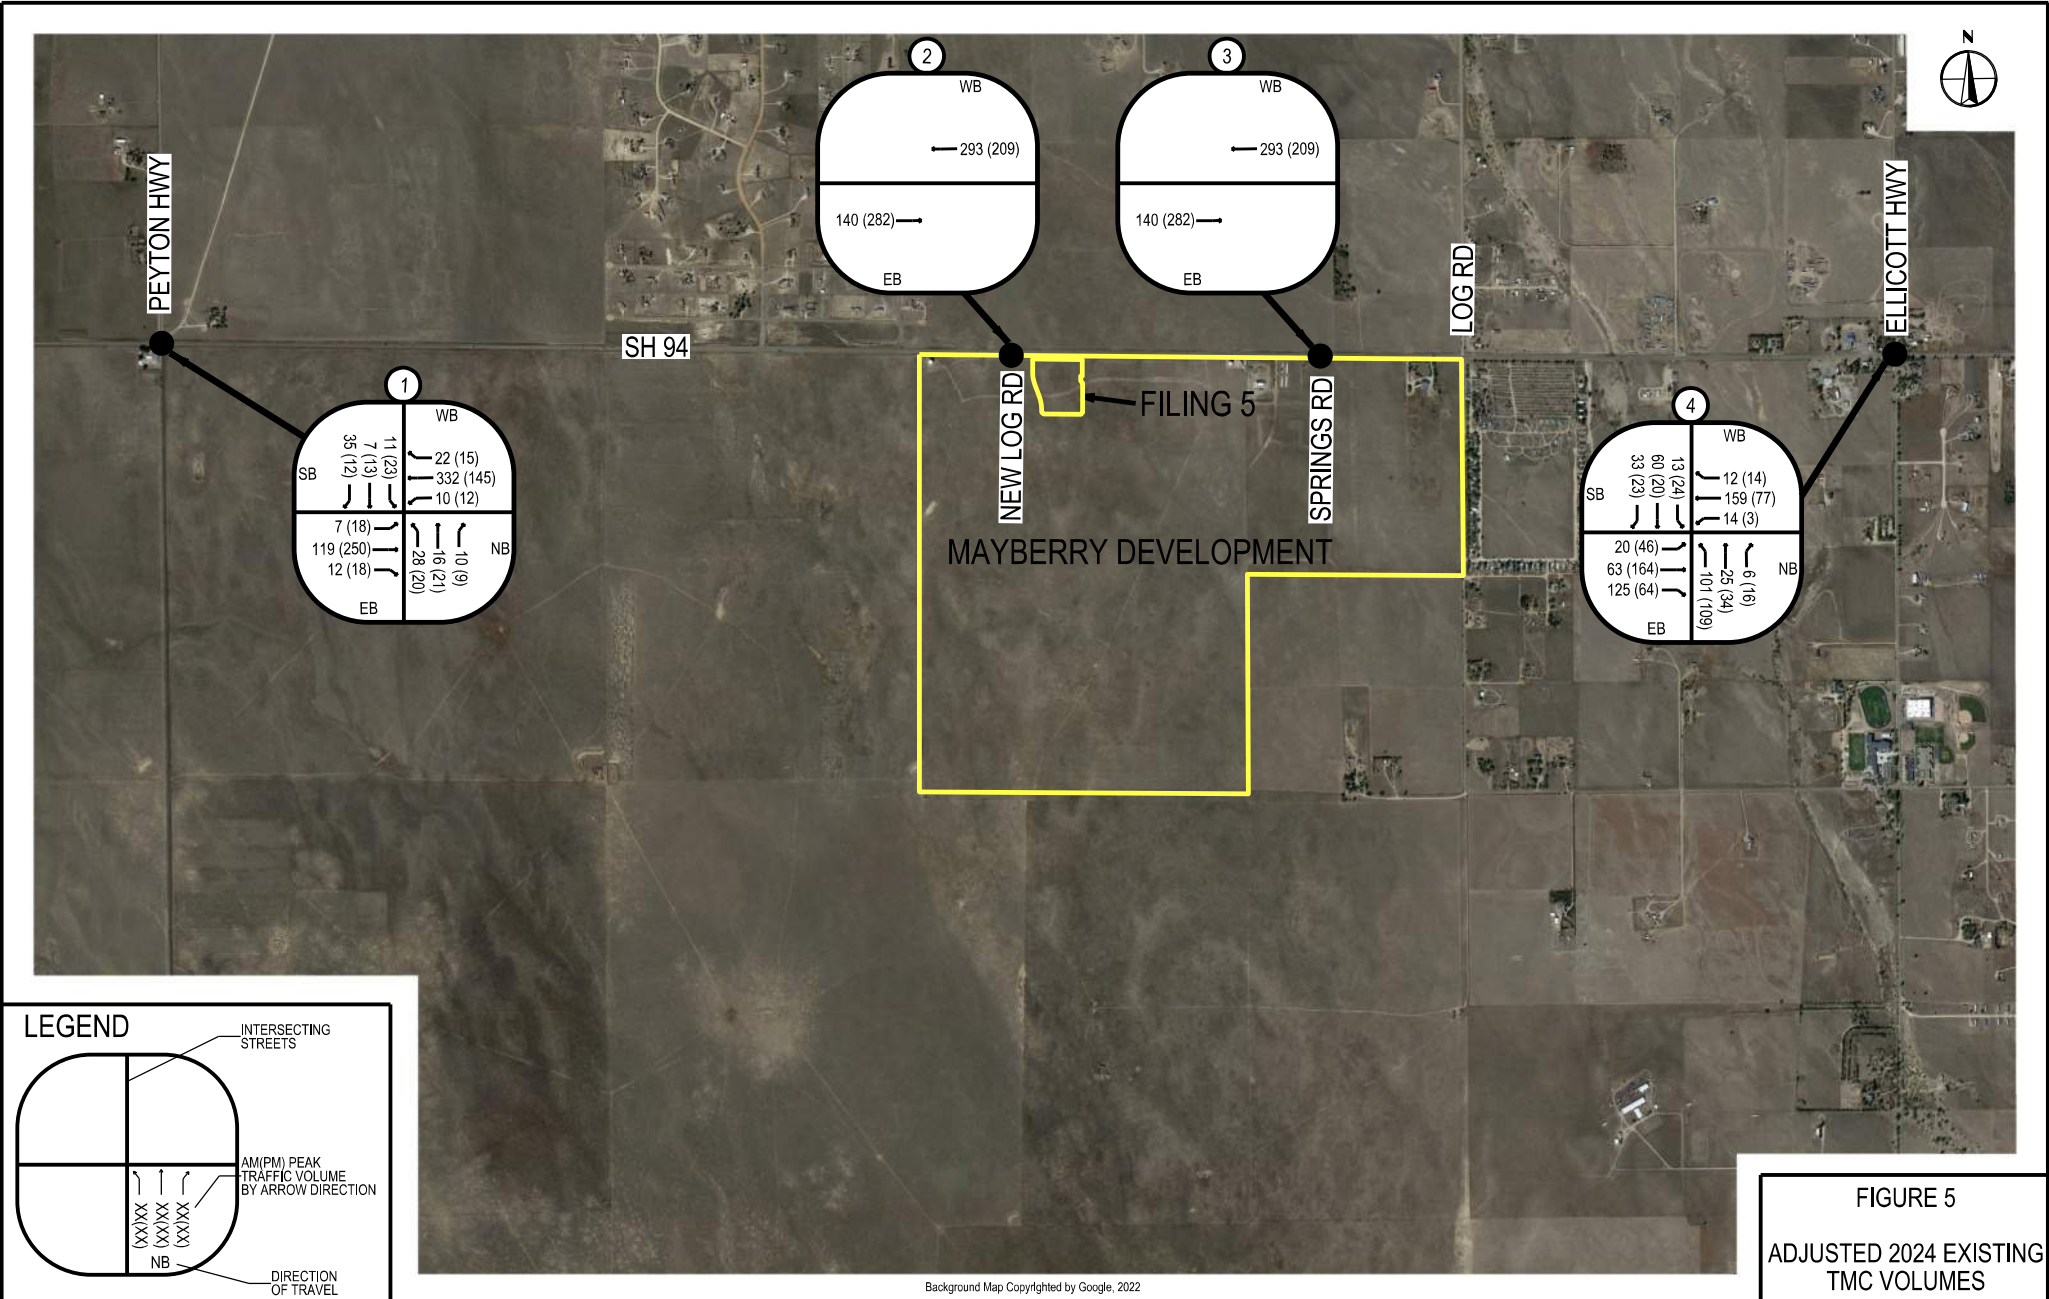 N
2
WB
293 (209)
140 (282)
EB
3
WB
293 (209)
140 (282)
EB
PEYTON HWY
SH 94
LOG RD
ELLICOTT HWY
NEW LOG RD
FILING 5
SPRINGS RD
MAYBERRY DEVELOPMENT
1
WB
SB
35 (12)
7 (13)
11 (23)
22 (15)
332 (145)
10 (12)
7 (18)
119 (250)
12 (18)
28 (20)
16 (21)
10 (9)
NB
EB
4
WB
SB
33 (23)
60 (20)
13 (24)
12 (14)
159 (77)
14 (3)
20 (46)
63 (164)
125 (64)
101 (109)
25 (34)
6 (16)
NB
EB
LEGEND
INTERSECTING
STREETS
AM(PM) PEAK
TRAFFIC VOLUME
BY ARROW DIRECTION
XX(XX)
XX(XX)
XX(XX)
NB
DIRECTION
OF TRAVEL
Background Map Copyrighted by Google, 2022
FIGURE 5
ADJUSTED 2024 EXISTING
TMC VOLUMES